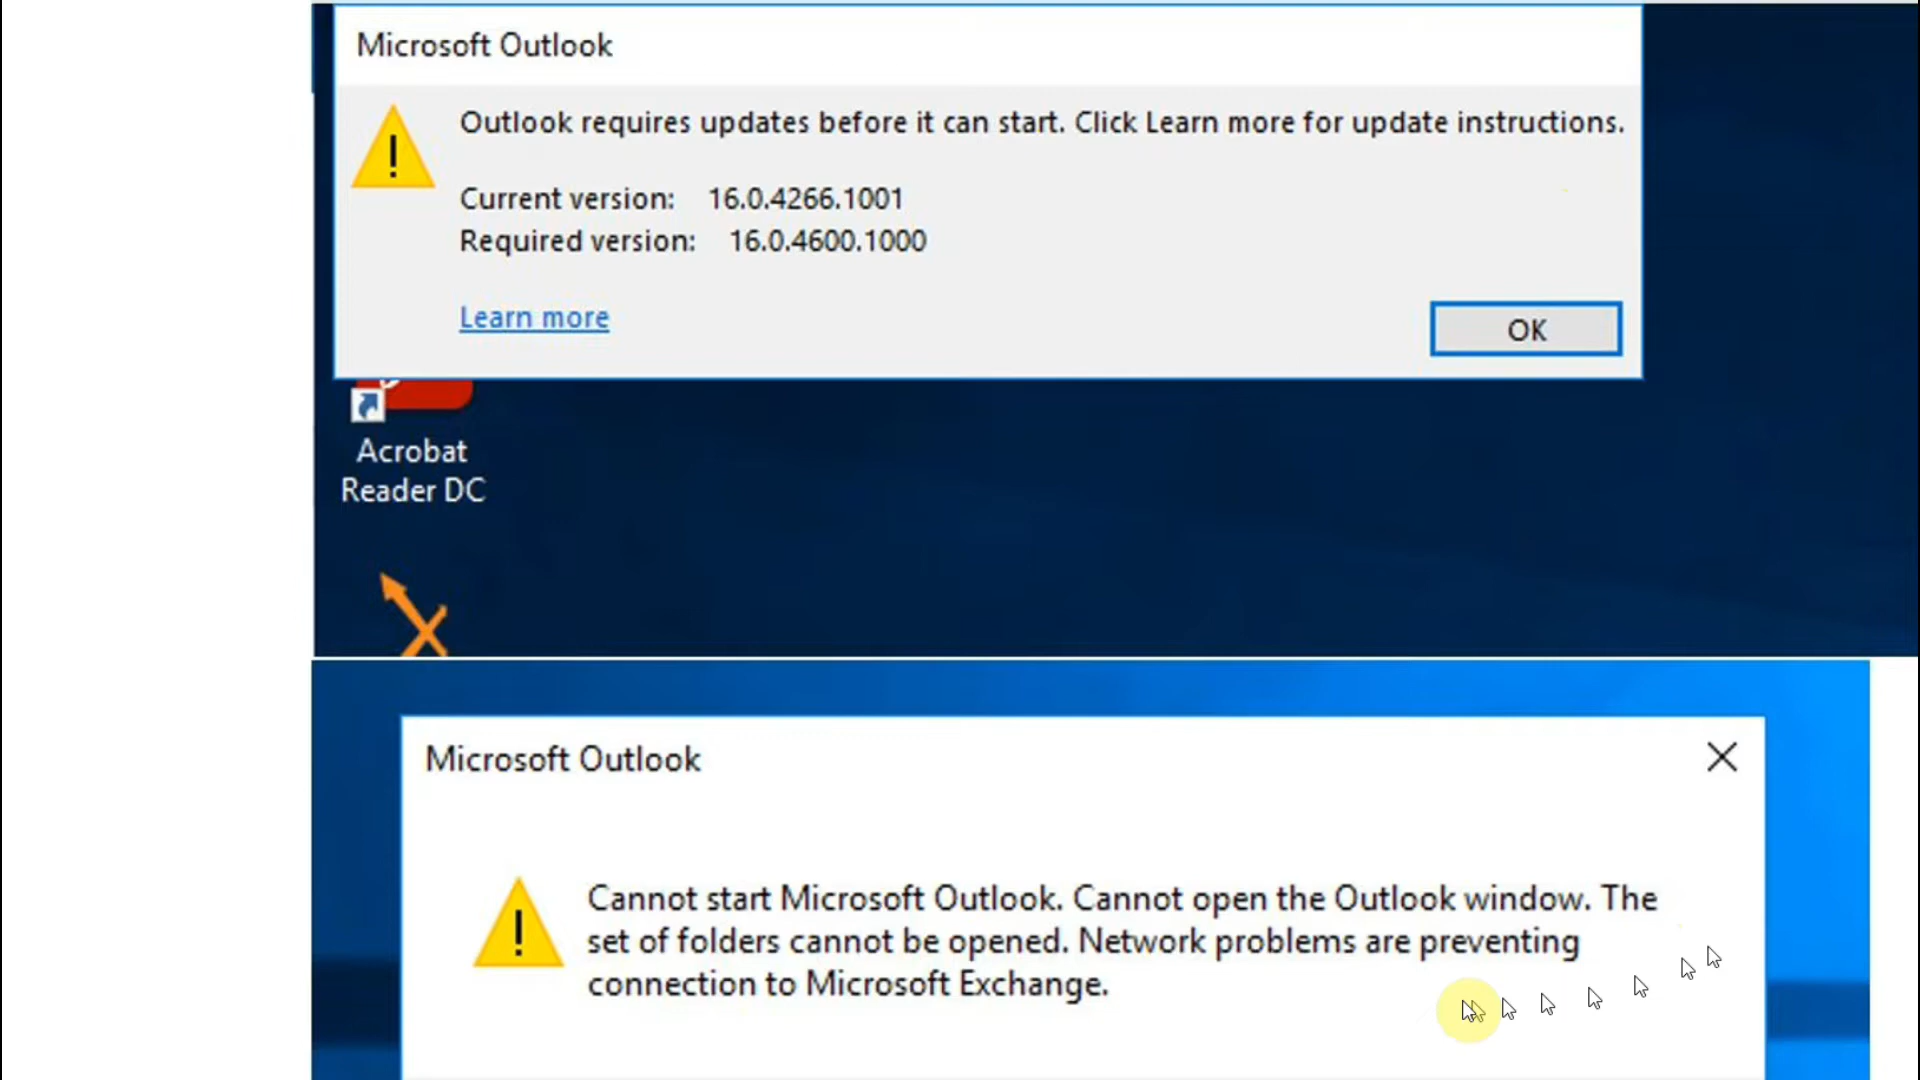 Microsoft Outlook
Outlook requires updates before it can start. Click Learn more for update instructions.
Current version: 16.0.4266.1001
Required version: 16.0.4600.1000
Learn more
OK
Acrobat
Reader DC
Microsoft Outlook
Cannot start Microsoft Outlook. Cannot open the Outlook window. The
set of folders cannot be opened. Network problems are preventing
connection to Microsoft Exchange.